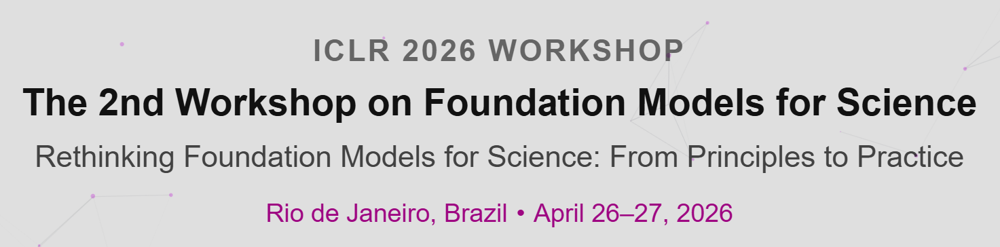 ICLR 2026 WORKSHOP
The 2nd Workshop on Foundation Models for Science
Rethinking Foundation Models for Science: From Principles to Practice
Rio de Janeiro, Brazil • April 26–27, 2026